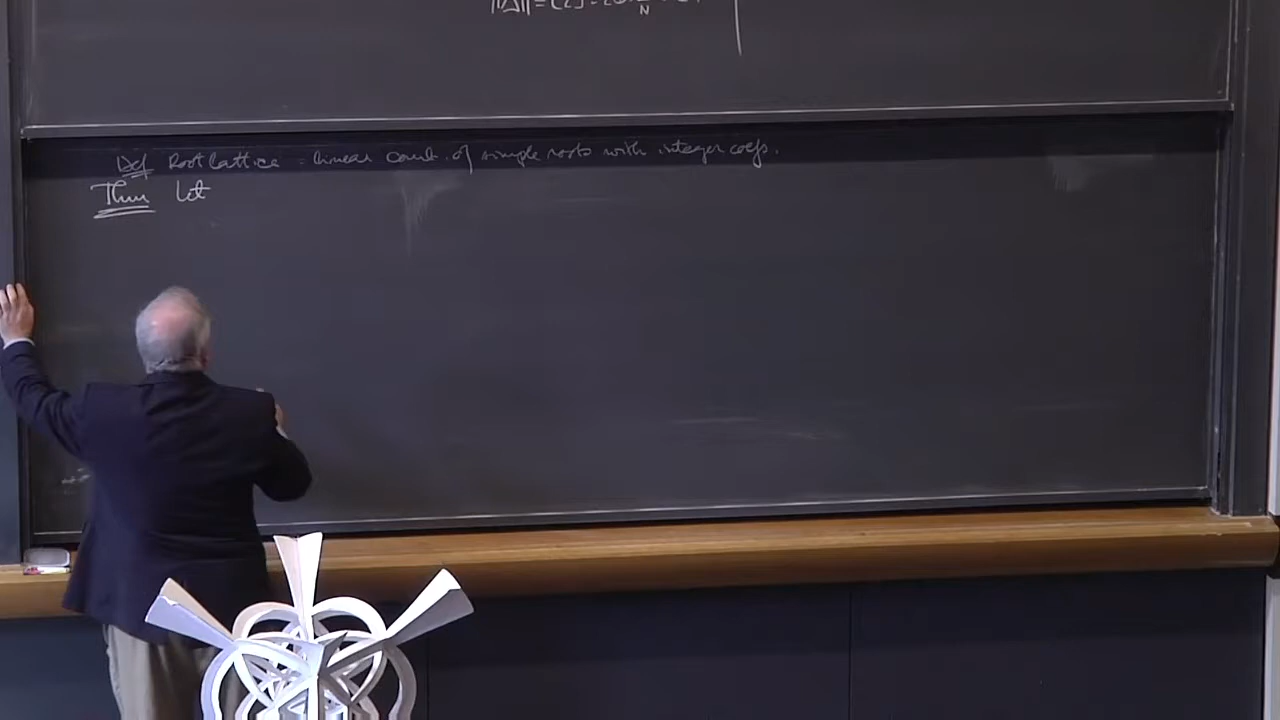 Def Root lattice = linear comb. of simple roots with integer coefs.
Thm Let